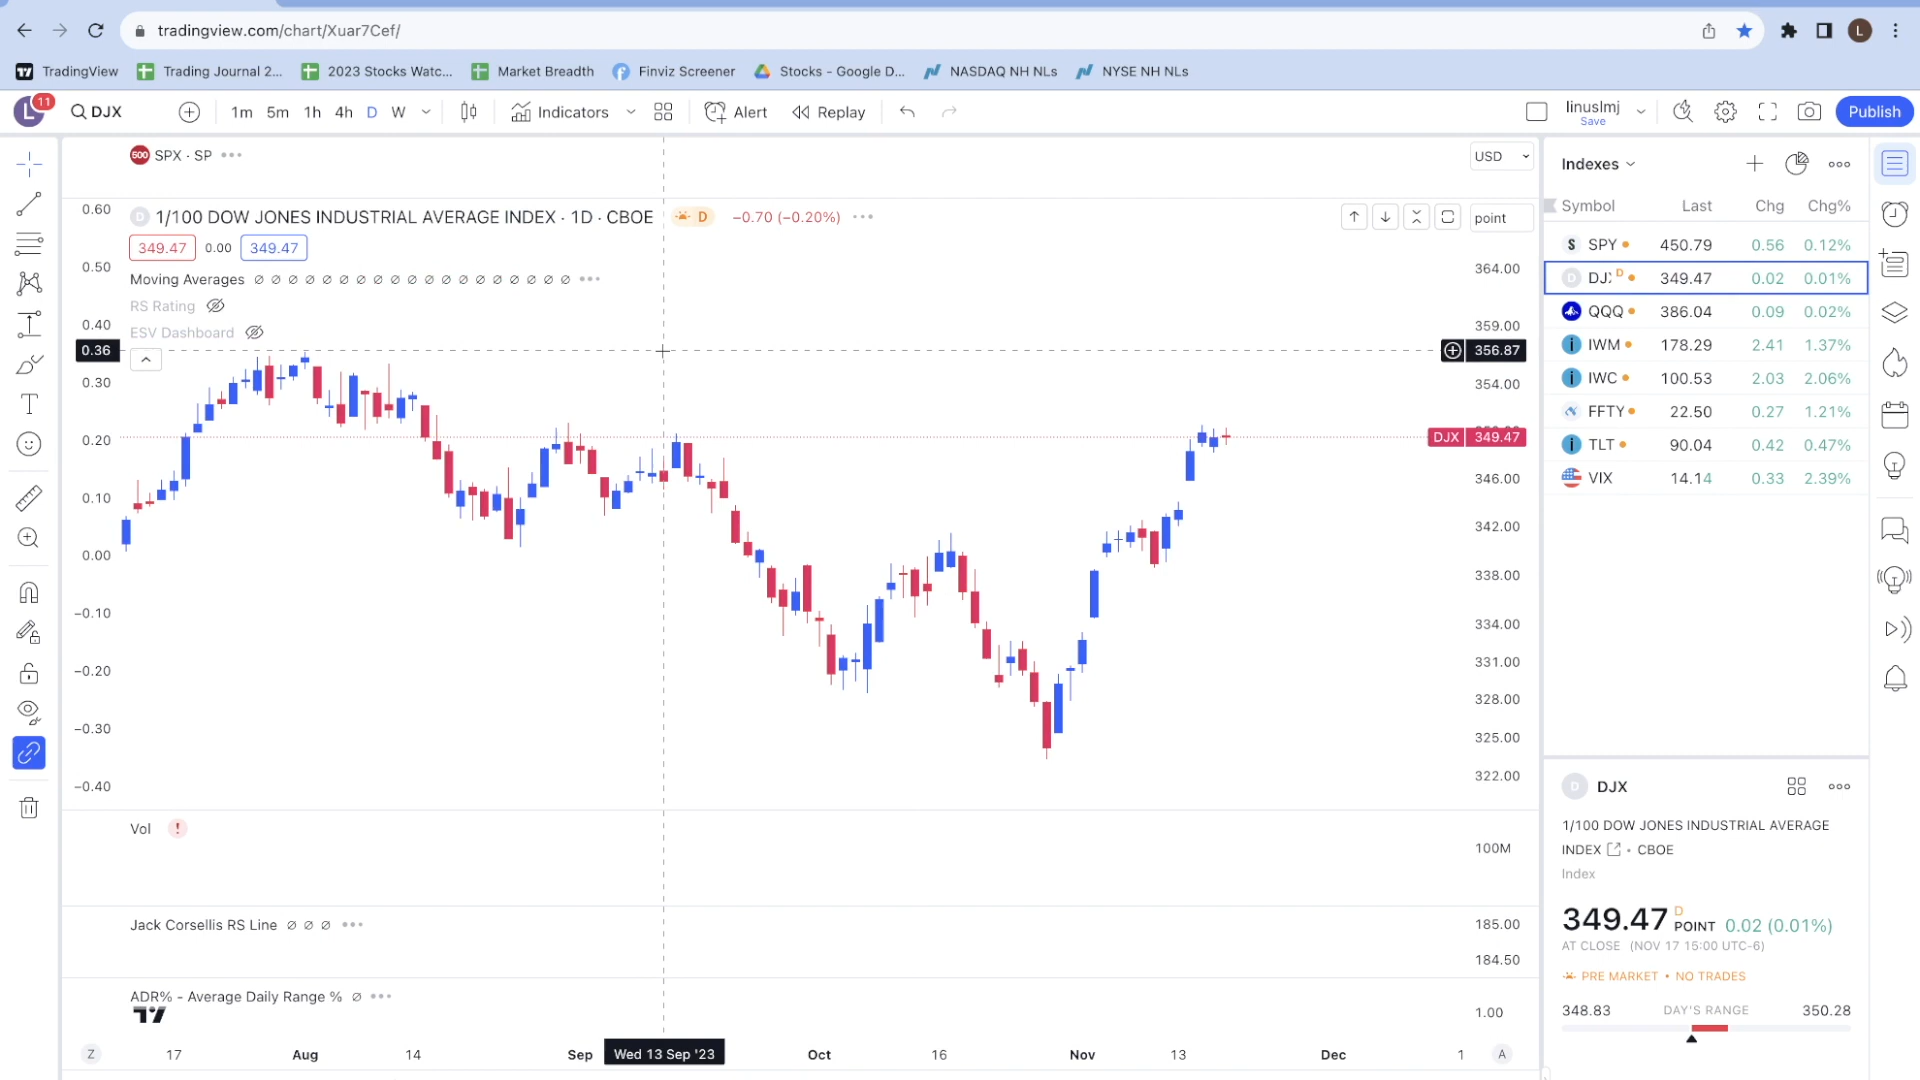 tradingview.com/chart/Xuar7Cef/
L
TradingView
Trading Journal 2...
2023 Stocks Watc...
Market Breadth
Finviz Screener
Stocks - Google D...
NASDAQ NH NLs
NYSE NH NLs
L 11 DJX 1m 5m 1h 4h D W Indicators Alert Replay linuslmj Save Publish
500 SPX · SP
USD
D 1/100 DOW JONES INDUSTRIAL AVERAGE INDEX · 1D · CBOE D −0.70 (−0.20%)
point
349.47 0.00 349.47
Moving Averages
RS Rating
ESV Dashboard
0.60
0.50
0.40
0.36
0.30
0.20
0.10
0.00
−0.10
−0.20
−0.30
−0.40
364.00
359.00
356.87
354.00
DJX 349.47
346.00
342.00
338.00
334.00
331.00
328.00
325.00
322.00
Vol !
100M
Jack Corsellis RS Line
185.00
184.50
ADR% - Average Daily Range %
1.00
Z 17 Aug 14 Sep Wed 13 Sep '23 Oct 16 Nov 13 Dec 1 A
Indexes
Symbol Last Chg Chg%
S SPY 450.79 0.56 0.12%
D DJ D 349.47 0.02 0.01%
QQQ 386.04 0.09 0.02%
i IWM 178.29 2.41 1.37%
i IWC 100.53 2.03 2.06%
FFTY 22.50 0.27 1.21%
i TLT 90.04 0.42 0.47%
VIX 14.14 0.33 2.39%
D DJX
1/100 DOW JONES INDUSTRIAL AVERAGE
INDEX • CBOE
Index
349.47 D POINT 0.02 (0.01%)
AT CLOSE (NOV 17 15:00 UTC-6)
PRE MARKET • NO TRADES
348.83 DAY'S RANGE 350.28